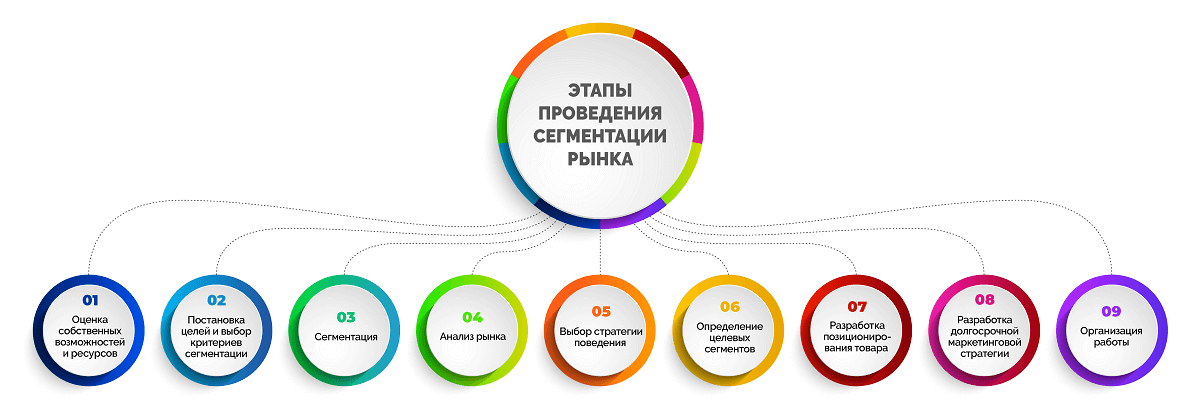 ЭТАПЫ
ПРОВЕДЕНИЯ
СЕГМЕНТАЦИИ
РЫНКА
01
Оценка
собственных
возможностей
и ресурсов
02
Постановка
целей и выбор
критериев
сегментации
03
Сегментация
04
Анализ рынка
05
Выбор стратегии
поведения
06
Определение
целевых
сегментов
07
Разработка
позициониро-
вания товара
08
Разработка
долгосрочной
маркетинговой
стратегии
09
Организация
работы